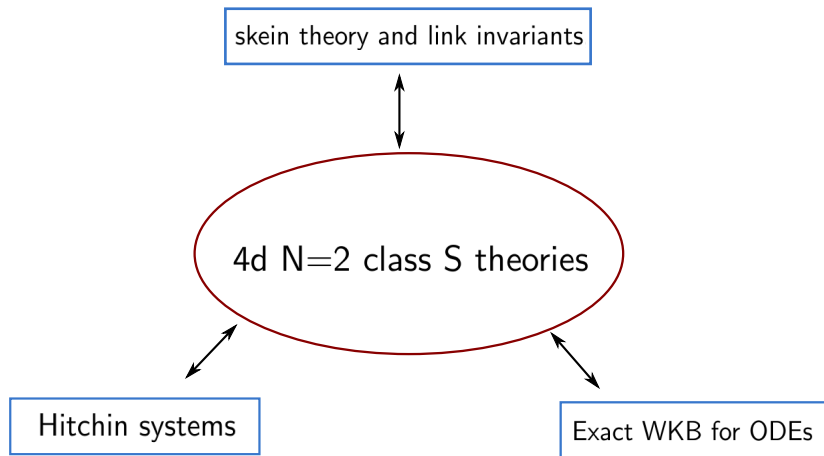 skein theory and link invariants
4d N=2 class S theories
Hitchin systems
Exact WKB for ODEs